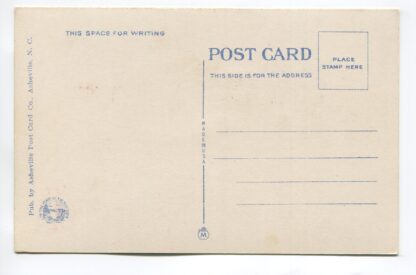 THIS SPACE FOR WRITING
POST CARD
THIS SIDE IS FOR THE ADDRESS
PLACE
STAMP HERE
Pub. by Asheville Post Card Co., Asheville, N. C.
MADE IN U.S.A.
M